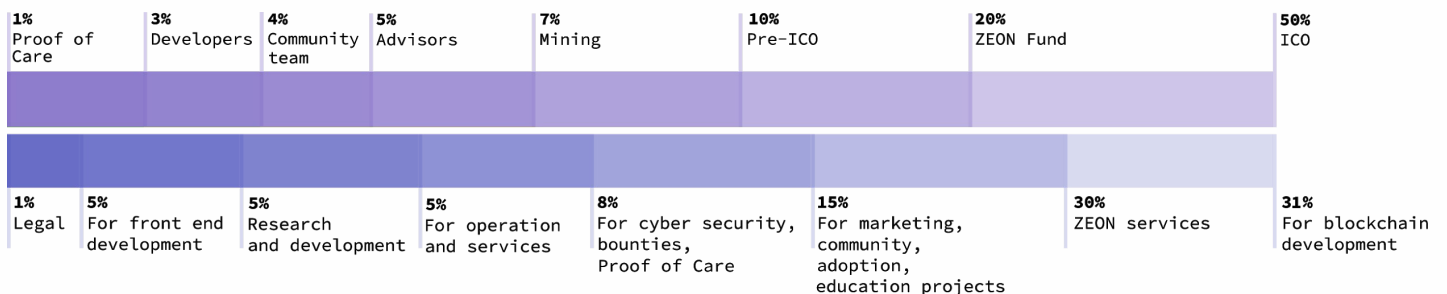 1%
Proof of
Care
3%
Developers
4%
Community
team
5%
Advisors
7%
Mining
10%
Pre-ICO
20%
ZEON Fund
50%
ICO
1%
Legal
5%
For front end
development
5%
Research
and development
5%
For operation
and services
8%
For cyber security,
bounties,
Proof of Care
15%
For marketing,
community,
adoption,
education projects
30%
ZEON services
31%
For blockchain
development